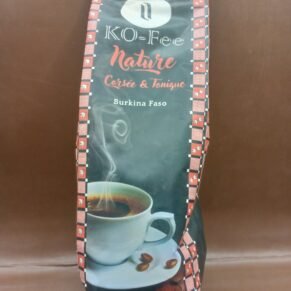 KO-Fee
Nature
Corsée & Tonique
Burkina Faso